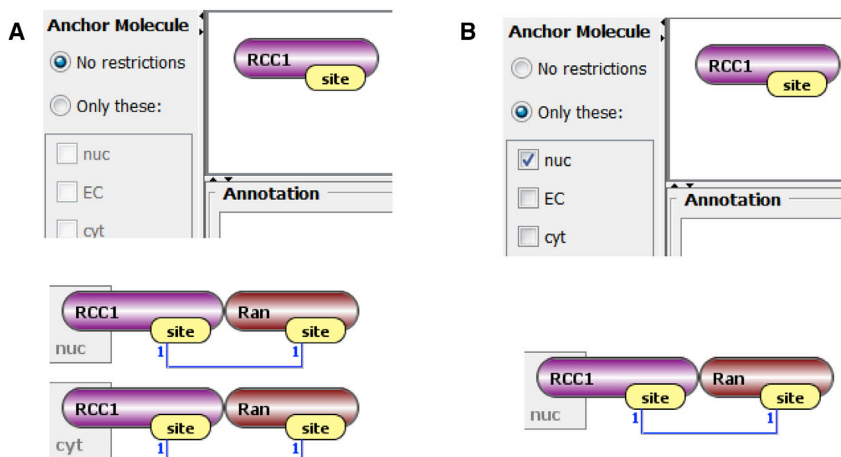 A
Anchor Molecule
No restrictions
Only these:
nuc
EC
cyt
RCC1
site
Annotation
RCC1 Ran
site site
1 1
nuc
RCC1 Ran
site site
1 1
cyt
B
Anchor Molecule
No restrictions
Only these:
nuc
EC
cyt
RCC1
site
Annotation
RCC1 Ran
site site
1 1
nuc